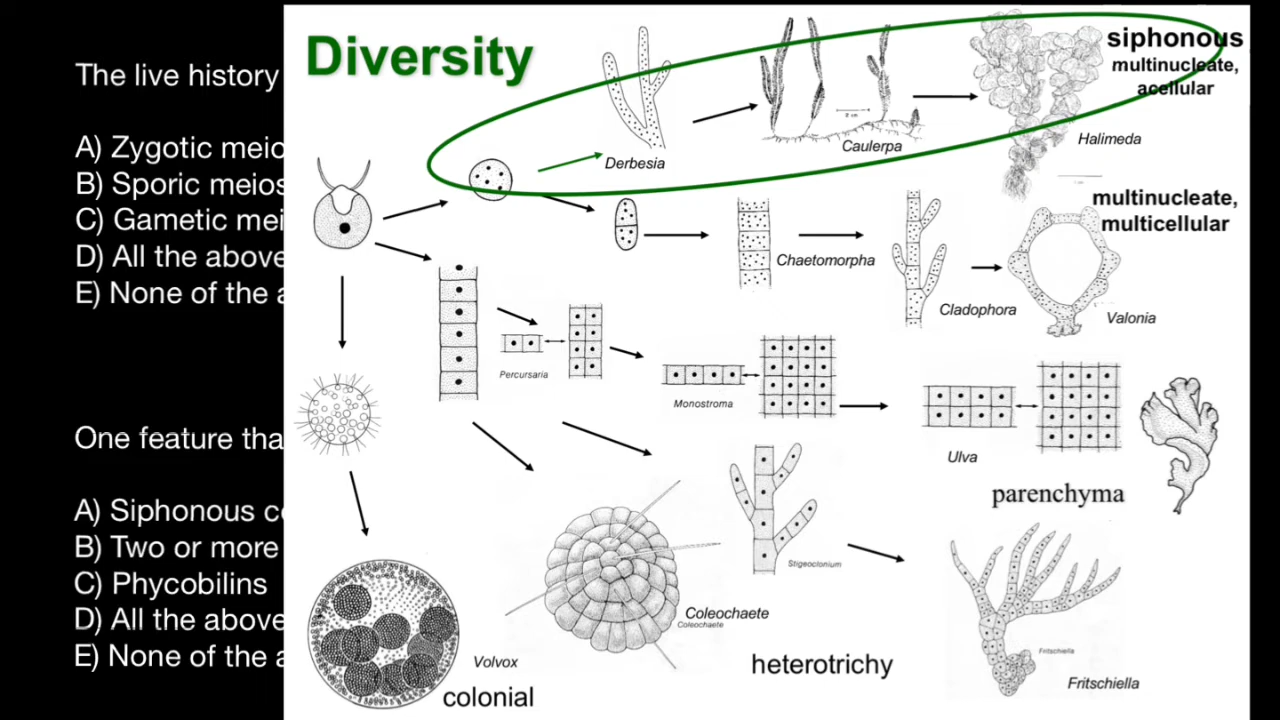 The live history
A) Zygotic meio
B) Sporic meios
C) Gametic mei
D) All the above
E) None of the a
One feature tha
A) Siphonous c
B) Two or more
C) Phycobilins
D) All the above
E) None of the a
Diversity
siphonous
multinucleate,
acellular
Derbesia
Caulerpa
Halimeda
multinucleate,
multicellular
Chaetomorpha
Cladophora
Valonia
Percursaria
Monostroma
Ulva
parenchyma
Stigeoclonium
Coleochaete
Coleochaete
Volvox
colonial
heterotrichy
Fritschiella
Fritschiella